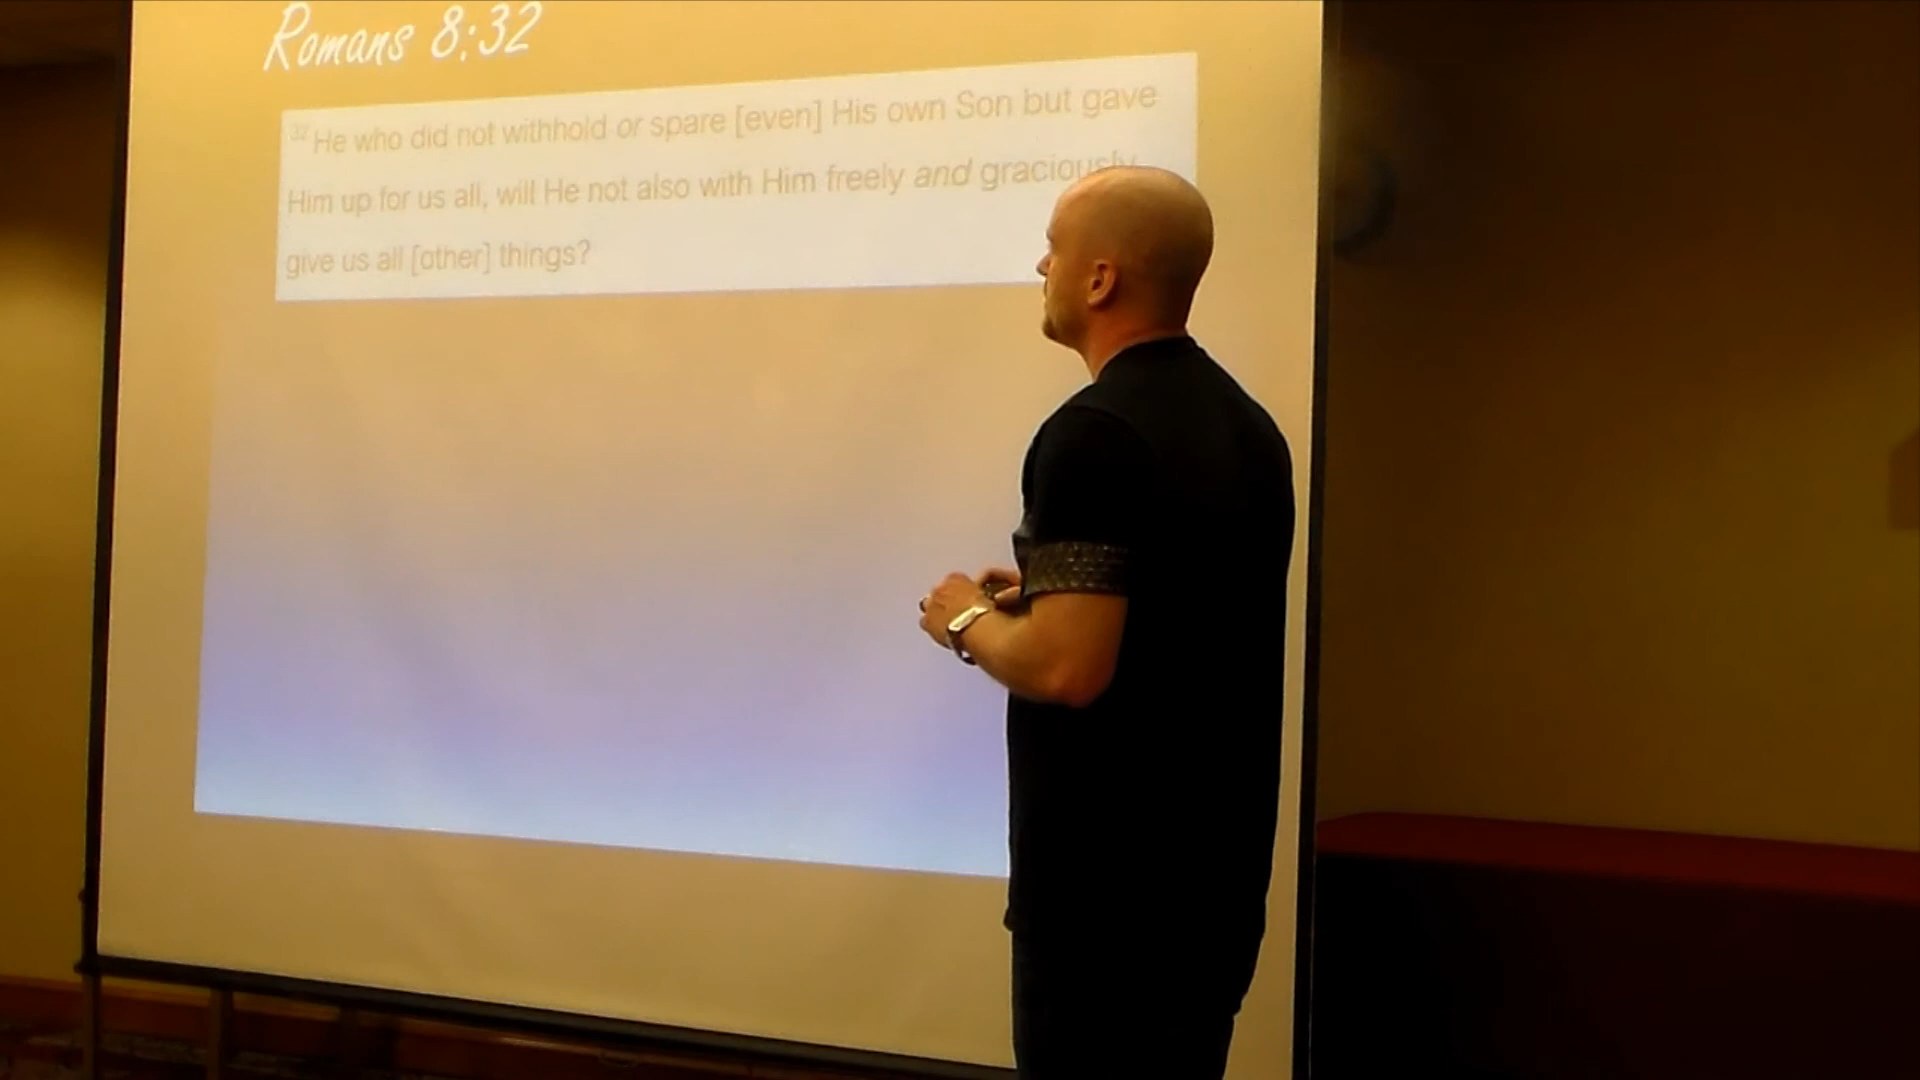 Romans 8:32
32 He who did not withhold or spare [even] His own Son but gave
Him up for us all, will He not also with Him freely and graciously
give us all [other] things?